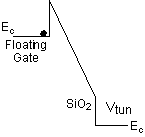 Ec
Floating
Gate
SiO2
Vtun
Ec